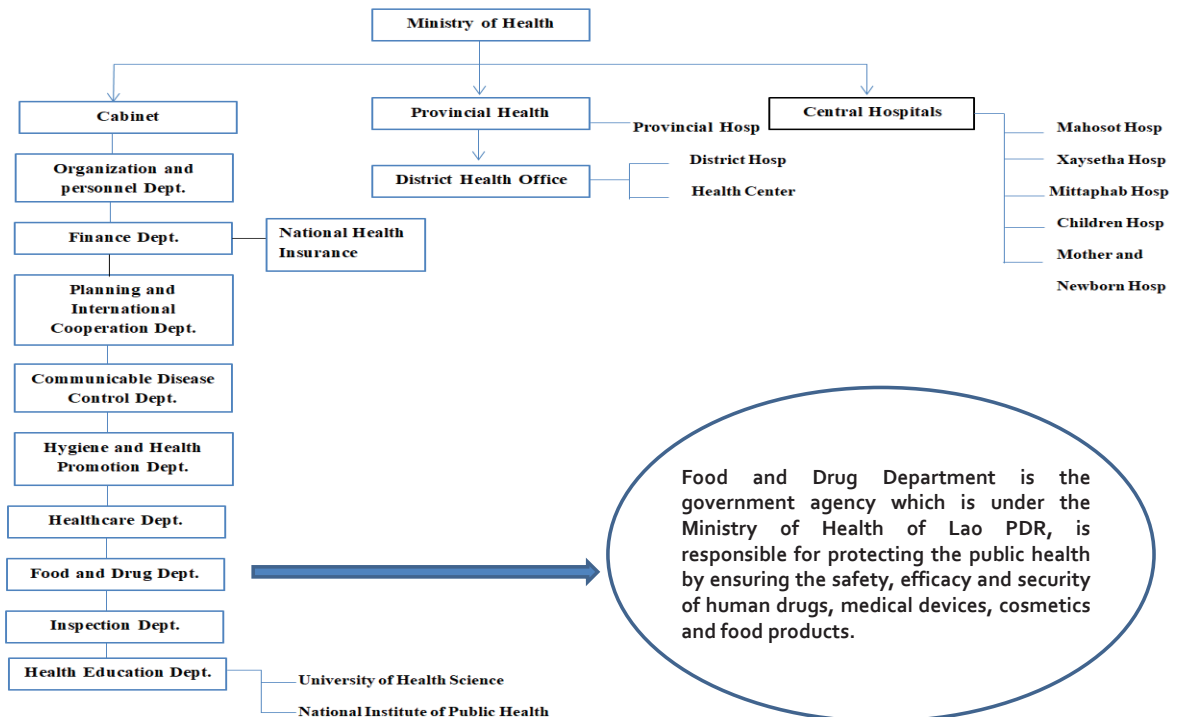 Ministry of Health
Cabinet
Organization and
personnel Dept.
Finance Dept.
National Health
Insurance
Planning and
International
Cooperation Dept.
Communicable Disease
Control Dept.
Hygiene and Health
Promotion Dept.
Healthcare Dept.
Food and Drug Dept.
Inspection Dept.
Health Education Dept.
University of Health Science
National Institute of Public Health
Provincial Health
Provincial Hosp
District Health Office
District Hosp
Health Center
Central Hospitals
Mahosot Hosp
Xaysetha Hosp
Mittaphab Hosp
Children Hosp
Mother and
Newborn Hosp
Food and Drug Department is the
government agency which is under the
Ministry of Health of Lao PDR, is
responsible for protecting the public health
by ensuring the safety, efficacy and security
of human drugs, medical devices, cosmetics
and food products.